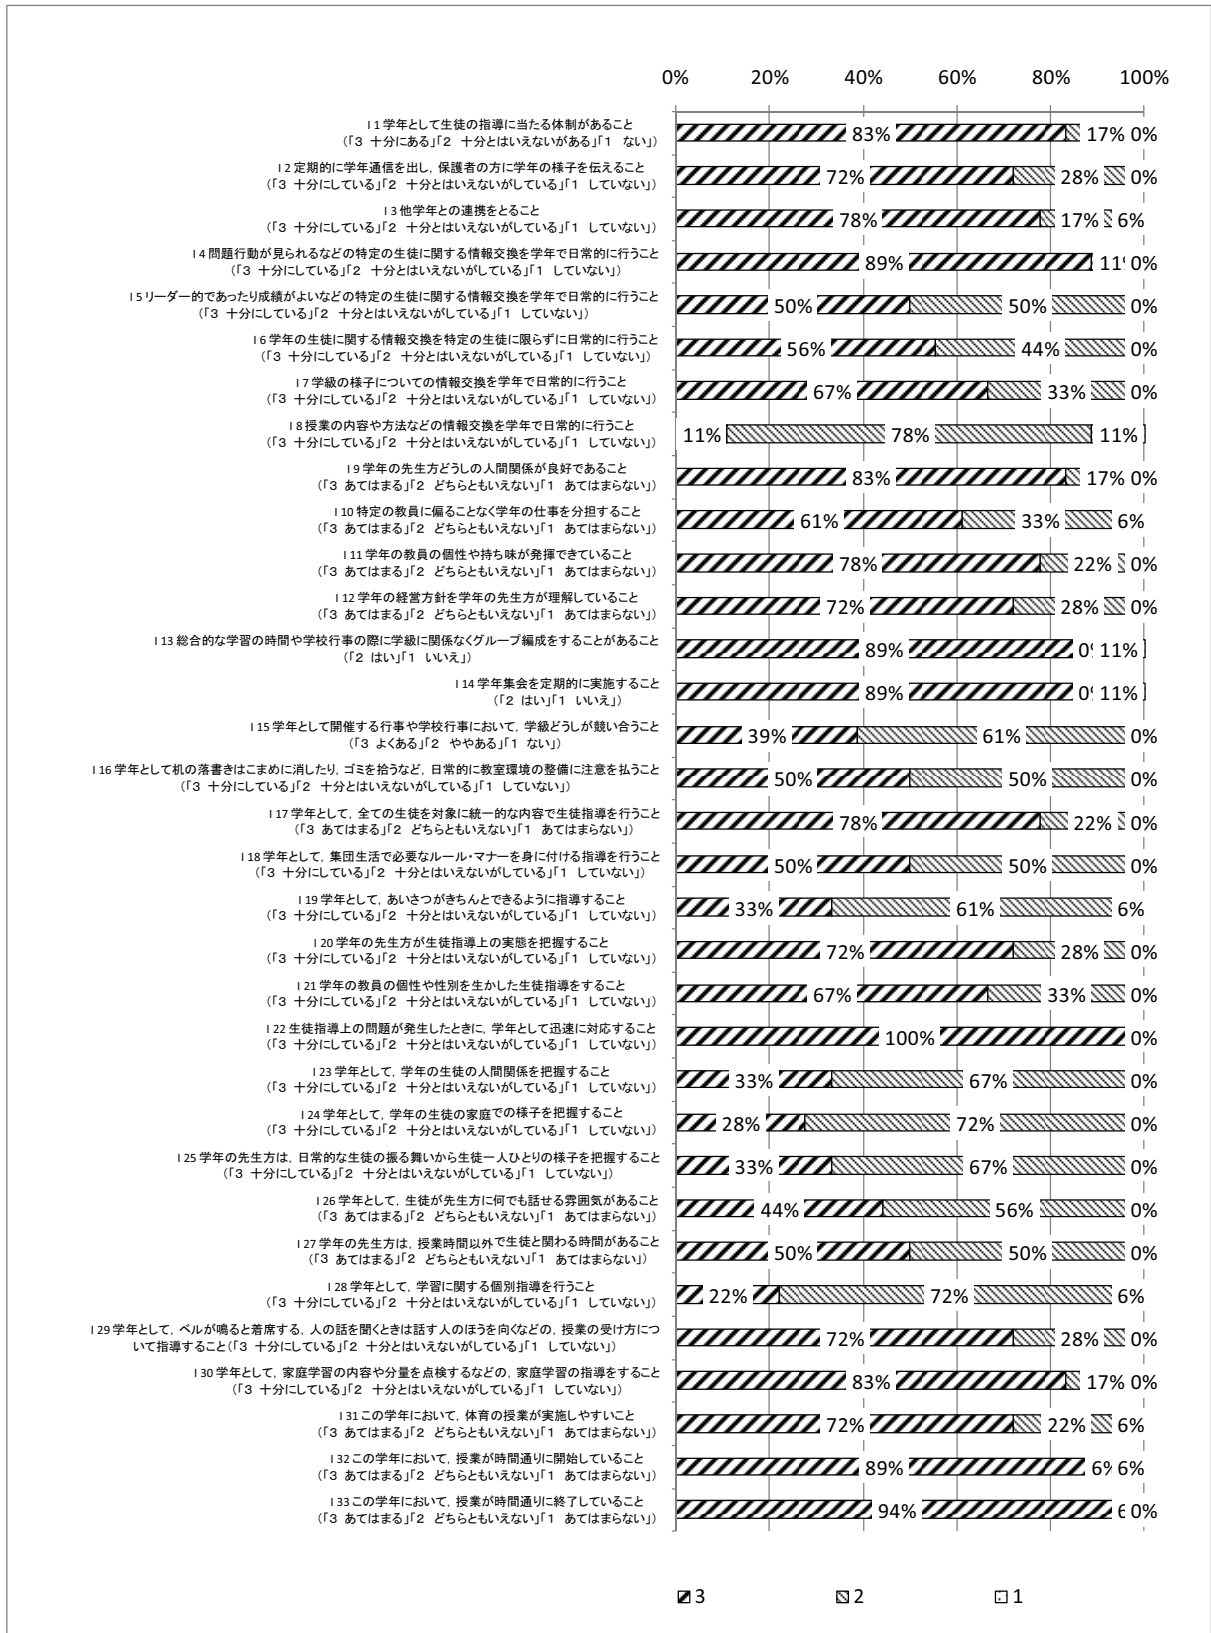 0% 20% 40% 60% 80% 100%
I 1 学年として生徒の指導に当たる体制があること
(「3 十分にある」「2 十分とはいえないがある」「1 ない」)
83% 17% 0%
I 2 定期的に学年通信を出し,保護者の方に学年の様子を伝えること
(「3 十分にしている」「2 十分とはいえないがしている」「1 していない」)
72% 28% 0%
I 3 他学年との連携をとること
(「3 十分にしている」「2 十分とはいえないがしている」「1 していない」)
78% 17% 6%
I 4 問題行動が見られるなどの特定の生徒に関する情報交換を学年で日常的に行うこと
(「3 十分にしている」「2 十分とはいえないがしている」「1 していない」)
89% 11% 0%
I 5 リーダー的であったり成績がよいなどの特定の生徒に関する情報交換を学年で日常的に行うこと
(「3 十分にしている」「2 十分とはいえないがしている」「1 していない」)
50% 50% 0%
I 6 学年の生徒に関する情報交換を特定の生徒に限らずに日常的に行うこと
(「3 十分にしている」「2 十分とはいえないがしている」「1 していない」)
56% 44% 0%
I 7 学級の様子についての情報交換を学年で日常的に行うこと
(「3 十分にしている」「2 十分とはいえないがしている」「1 していない」)
67% 33% 0%
I 8 授業の内容や方法などの情報交換を学年で日常的に行うこと
(「3 十分にしている」「2 十分とはいえないがしている」「1 していない」)
11% 78% 11%
I 9 学年の先生方どうしの人間関係が良好であること
(「3 あてはまる」「2 どちらともいえない」「1 あてはまらない」)
83% 17% 0%
I 10 特定の教員に偏ることなく学年の仕事を分担すること
(「3 あてはまる」「2 どちらともいえない」「1 あてはまらない」)
61% 33% 6%
I 11 学年の教員の個性や持ち味が発揮できていること
(「3 あてはまる」「2 どちらともいえない」「1 あてはまらない」)
78% 22% 0%
I 12 学年の経営方針を学年の先生方が理解していること
(「3 あてはまる」「2 どちらともいえない」「1 あてはまらない」)
72% 28% 0%
I 13 総合的な学習の時間や学校行事の際に学級に関係なくグループ編成をすることがあること
(「2 はい」「1 いいえ」)
89% 0% 11%
I 14 学年集会を定期的に実施すること
(「2 はい」「1 いいえ」)
89% 0% 11%
I 15 学年として開催する行事や学校行事において,学級どうしが競い合うこと
(「3 よくある」「2 ややある」「1 ない」)
39% 61% 0%
I 16 学年として机の落書きはこまめに消したり,ゴミを拾うなど,日常的に教室環境の整備に注意を払うこと
(「3 十分にしている」「2 十分とはいえないがしている」「1 していない」)
50% 50% 0%
I 17 学年として,全ての生徒を対象に統一的な内容で生徒指導を行うこと
(「3 あてはまる」「2 どちらともいえない」「1 あてはまらない」)
78% 22% 0%
I 18 学年として,集団生活で必要なルール・マナーを身に付ける指導を行うこと
(「3 十分にしている」「2 十分とはいえないがしている」「1 していない」)
50% 50% 0%
I 19 学年として,あいさつがきちんとできるように指導すること
(「3 十分にしている」「2 十分とはいえないがしている」「1 していない」)
33% 61% 6%
I 20 学年の先生方が生徒指導上の実態を把握すること
(「3 十分にしている」「2 十分とはいえないがしている」「1 していない」)
72% 28% 0%
I 21 学年の教員の個性や性別を生かした生徒指導をすること
(「3 十分にしている」「2 十分とはいえないがしている」「1 していない」)
67% 33% 0%
I 22 生徒指導上の問題が発生したときに,学年として迅速に対応すること
(「3 十分にしている」「2 十分とはいえないがしている」「1 していない」)
100% 0%
I 23 学年として,学年の生徒の人間関係を把握すること
(「3 十分にしている」「2 十分とはいえないがしている」「1 していない」)
33% 67% 0%
I 24 学年として,学年の生徒の家庭での様子を把握すること
(「3 十分にしている」「2 十分とはいえないがしている」「1 していない」)
28% 72% 0%
I 25 学年の先生方は,日常的な生徒の振る舞いから生徒一人ひとりの様子を把握すること
(「3 十分にしている」「2 十分とはいえないがしている」「1 していない」)
33% 67% 0%
I 26 学年として,生徒が先生方に何でも話せる雰囲気があること
(「3 あてはまる」「2 どちらともいえない」「1 あてはまらない」)
44% 56% 0%
I 27 学年の先生方は,授業時間以外で生徒と関わる時間があること
(「3 あてはまる」「2 どちらともいえない」「1 あてはまらない」)
50% 50% 0%
I 28 学年として,学習に関する個別指導を行うこと
(「3 十分にしている」「2 十分とはいえないがしている」「1 していない」)
22% 72% 6%
I 29 学年として,ベルが鳴ると着席する,人の話を聞くときは話す人のほうを向くなどの,授業の受け方につ
いて指導すること(「3 十分にしている」「2 十分とはいえないがしている」「1 していない」)
72% 28% 0%
I 30 学年として,家庭学習の内容や分量を点検するなどの,家庭学習の指導をすること
(「3 十分にしている」「2 十分とはいえないがしている」「1 していない」)
83% 17% 0%
I 31 この学年において,体育の授業が実施しやすいこと
(「3 あてはまる」「2 どちらともいえない」「1 あてはまらない」)
72% 22% 6%
I 32 この学年において,授業が時間通りに開始していること
(「3 あてはまる」「2 どちらともいえない」「1 あてはまらない」)
89% 6% 6%
I 33 この学年において,授業が時間通りに終了していること
(「3 あてはまる」「2 どちらともいえない」「1 あてはまらない」)
94% 6 0%
3 2 1